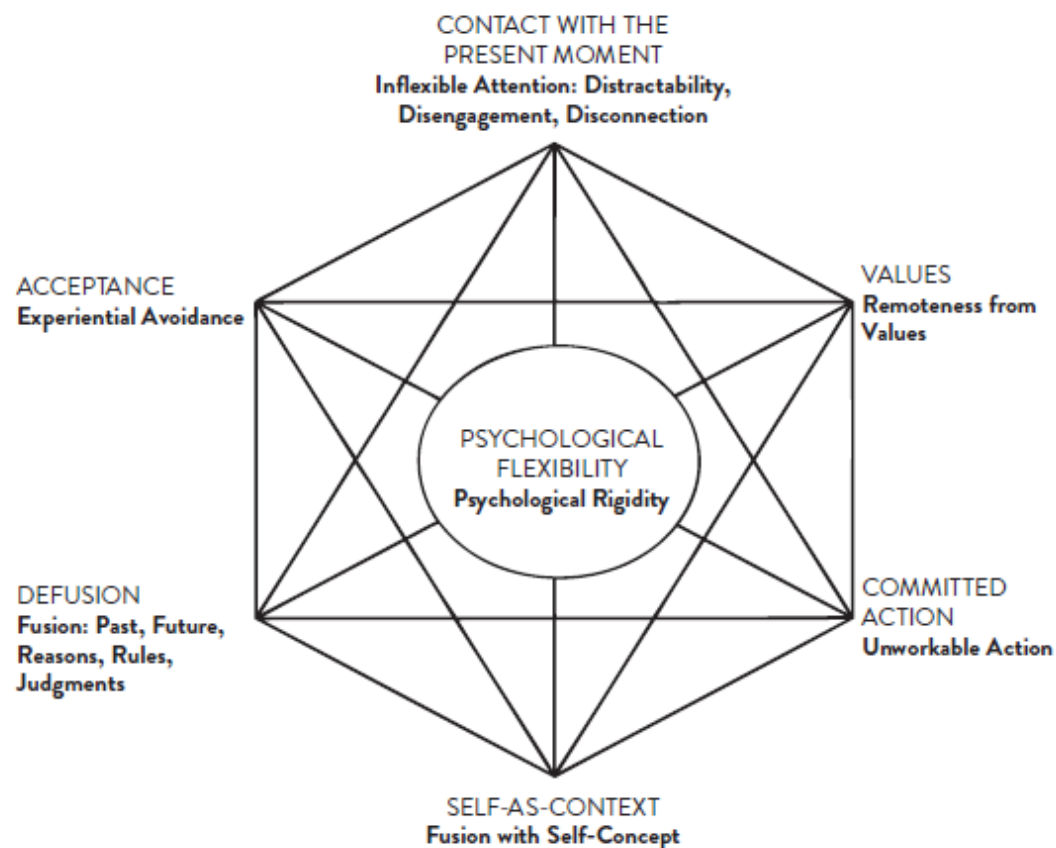 CONTACT WITH THE
PRESENT MOMENT
Inflexible Attention: Distractability,
Disengagement, Disconnection
ACCEPTANCE
Experiential Avoidance
VALUES
Remoteness from
Values
PSYCHOLOGICAL
FLEXIBILITY
Psychological Rigidity
DEFUSION
Fusion: Past, Future,
Reasons, Rules,
Judgments
COMMITTED
ACTION
Unworkable Action
SELF-AS-CONTEXT
Fusion with Self-Concept